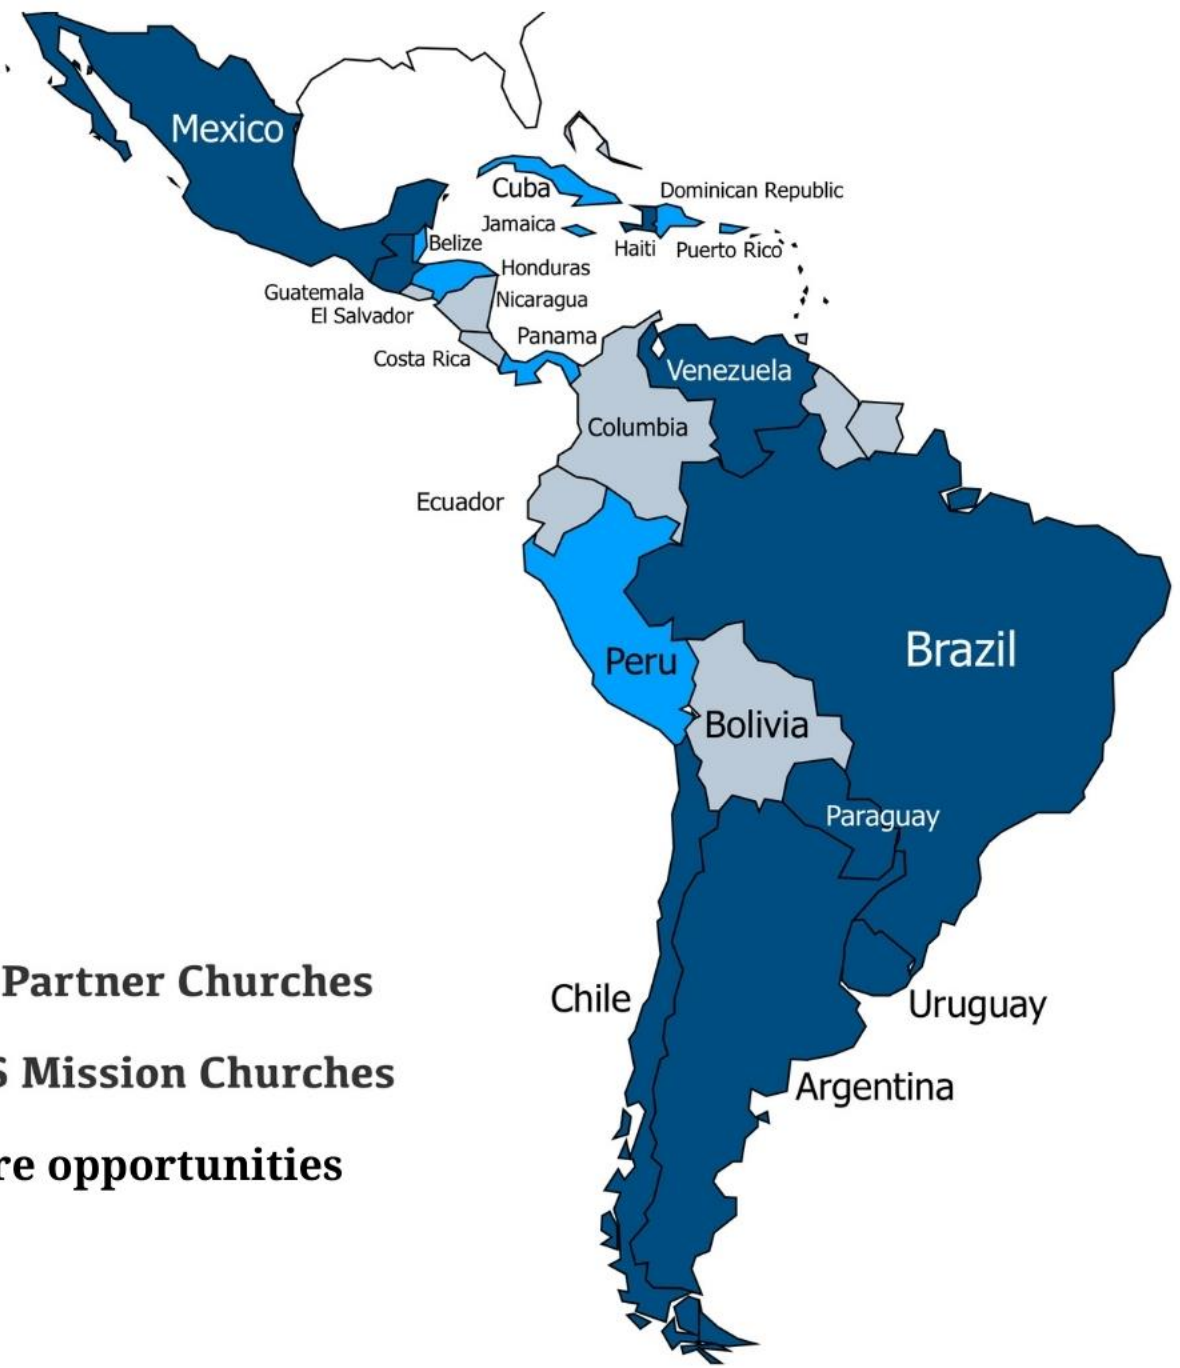 Mexico
Cuba
Dominican Republic
Jamaica
Haiti
Puerto Rico
Belize
Honduras
Guatemala
Nicaragua
El Salvador
Panama
Costa Rica
Venezuela
Columbia
Ecuador
Brazil
Peru
Bolivia
Paraguay
Partner Churches
Chile
Uruguay
S Mission Churches
Argentina
re opportunities